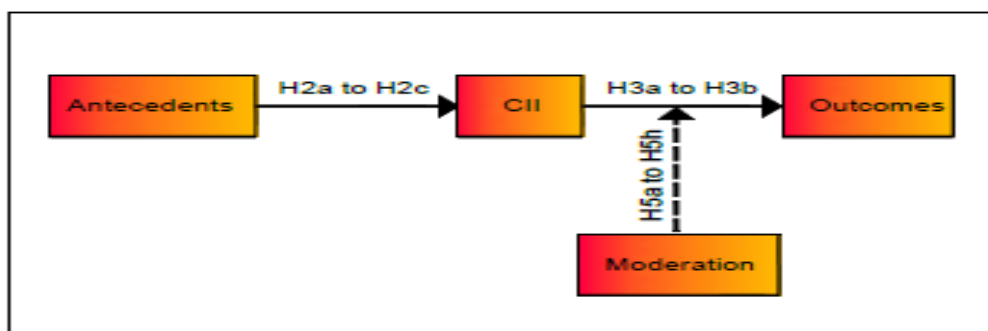 H2a to H2c
H3a to H3b
Antecedents
CII
Outcomes
H5a to H5h
Moderation